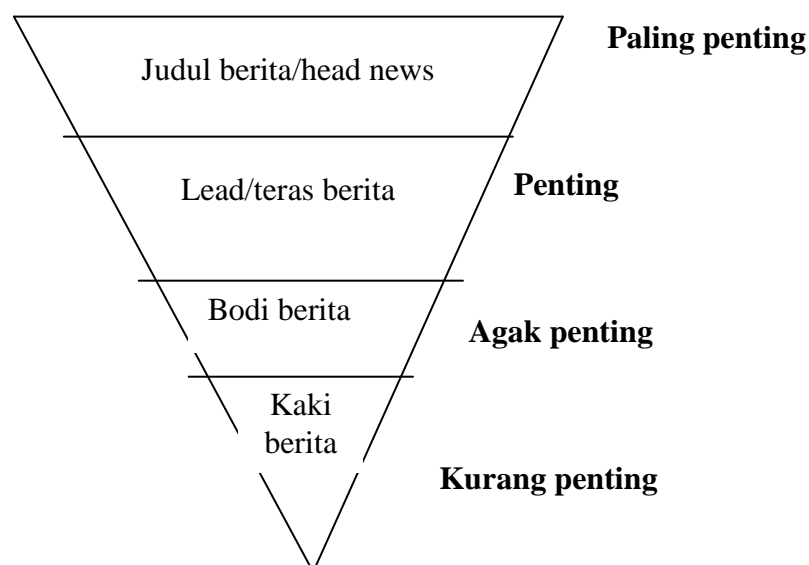 Paling penting
Judul berita/head news
Lead/teras berita
Penting
Bodi berita
Agak penting
Kaki
berita
Kurang penting